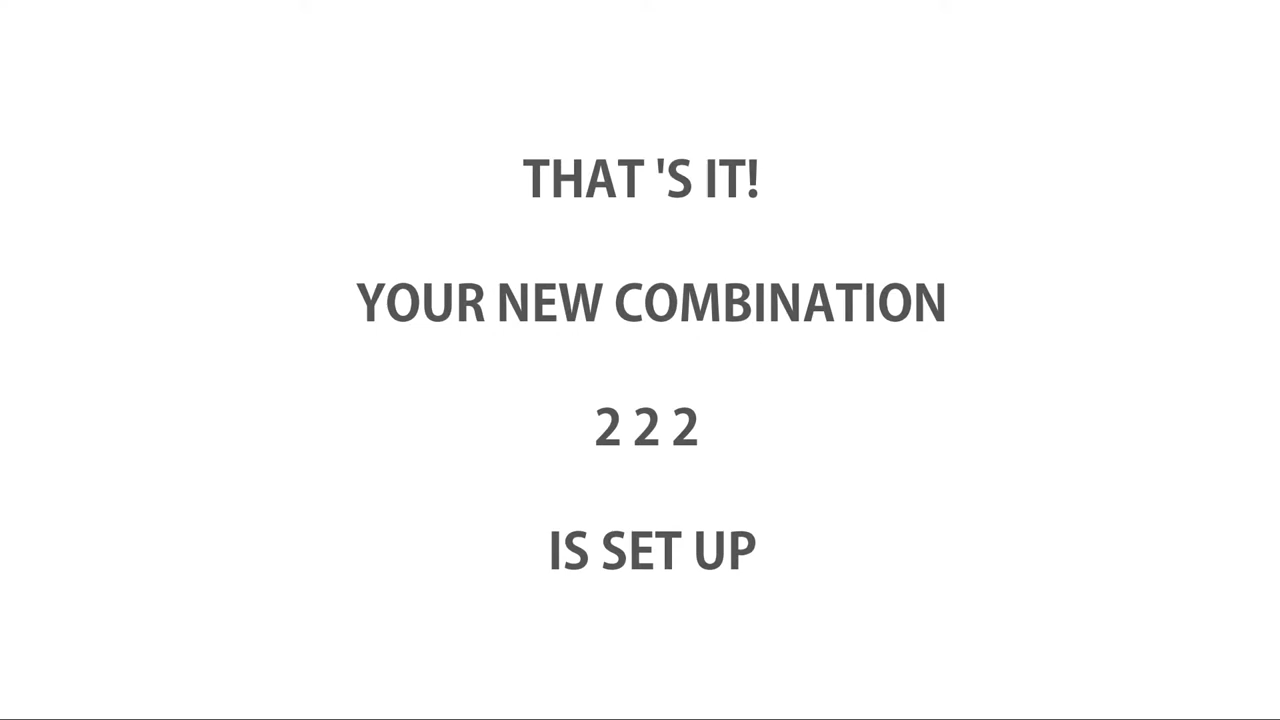 THAT 'S IT!
YOUR NEW COMBINATION
2 2 2
IS SET UP